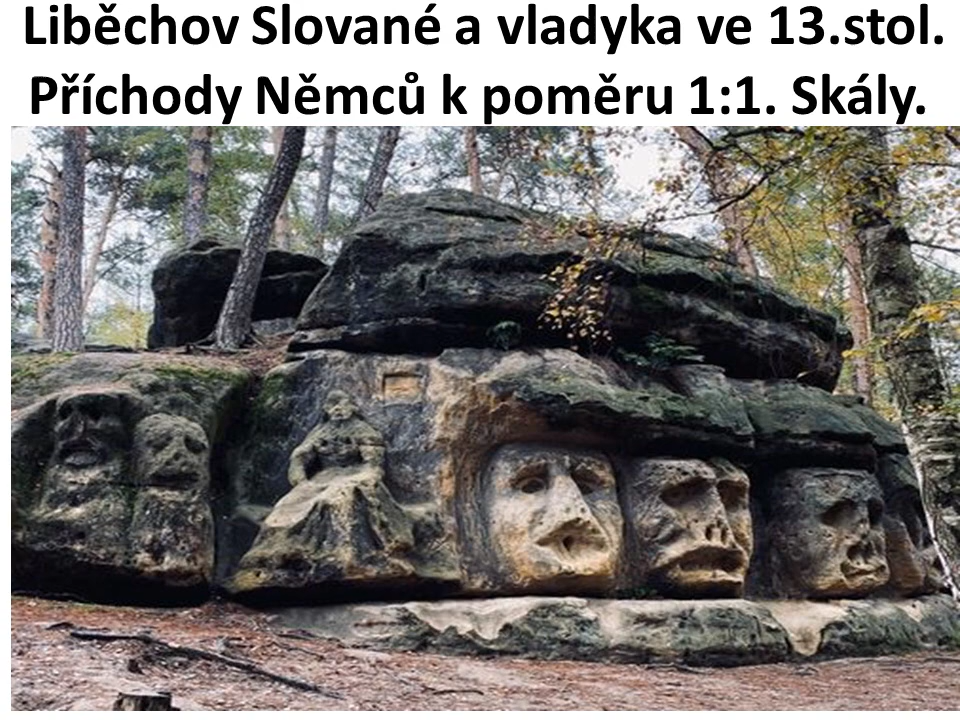 Liběchov Slované a vladyka ve 13.stol.
Příchody Němců k poměru 1:1. Skály.